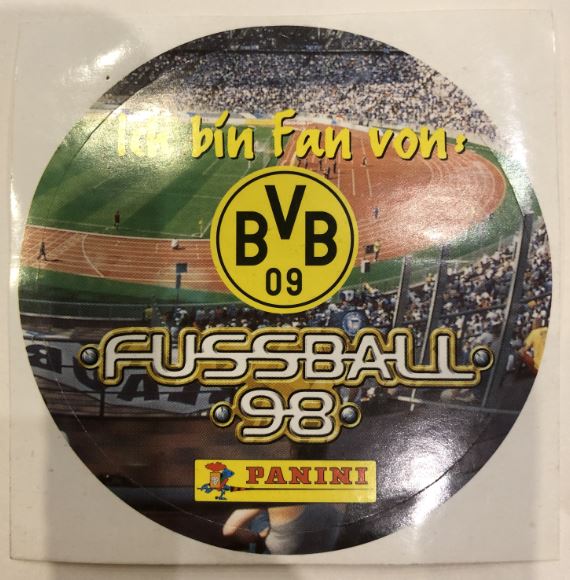 Ich bin Fan von:
BVB
09
FUSSBALL
98
PANINI